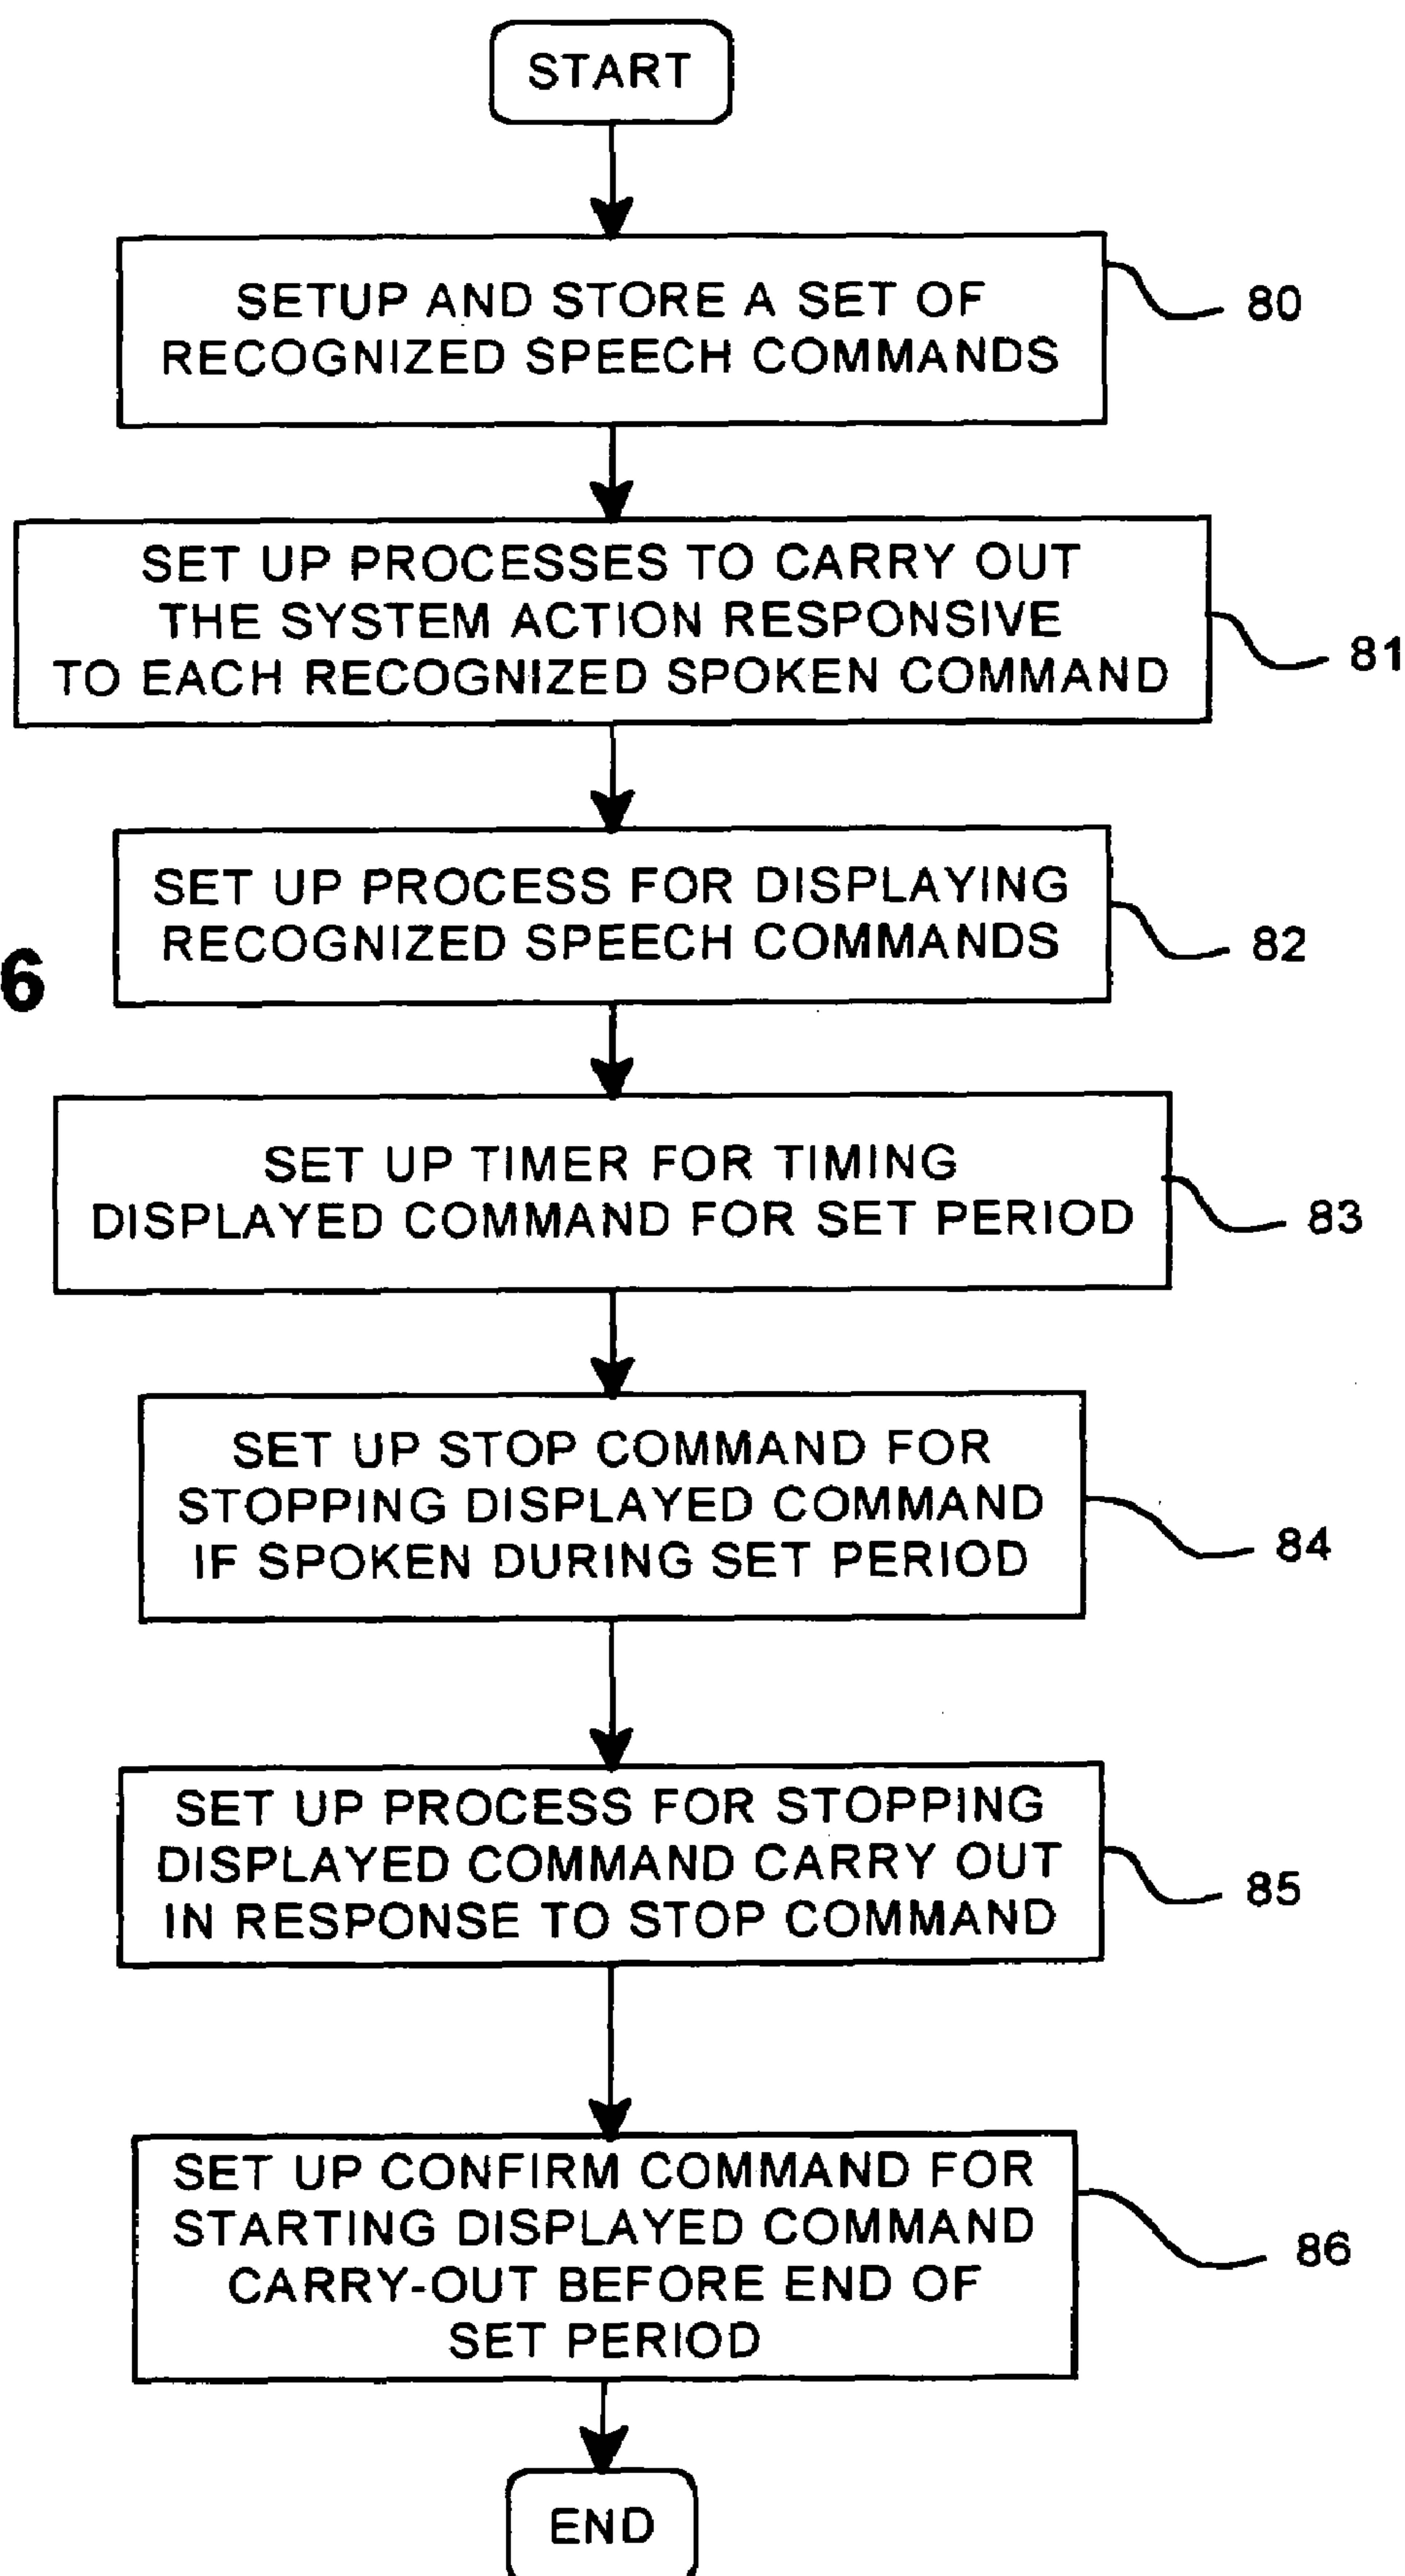 START
SETUP AND STORE A SET OF
RECOGNIZED SPEECH COMMANDS
80
SET UP PROCESSES TO CARRY OUT
THE SYSTEM ACTION RESPONSIVE
TO EACH RECOGNIZED SPOKEN COMMAND
81
SET UP PROCESS FOR DISPLAYING
RECOGNIZED SPEECH COMMANDS
82
6
SET UP TIMER FOR TIMING
DISPLAYED COMMAND FOR SET PERIOD
83
SET UP STOP COMMAND FOR
STOPPING DISPLAYED COMMAND
IF SPOKEN DURING SET PERIOD
84
SET UP PROCESS FOR STOPPING
DISPLAYED COMMAND CARRY OUT
IN RESPONSE TO STOP COMMAND
85
SET UP CONFIRM COMMAND FOR
STARTING DISPLAYED COMMAND
CARRY-OUT BEFORE END OF
SET PERIOD
86
END